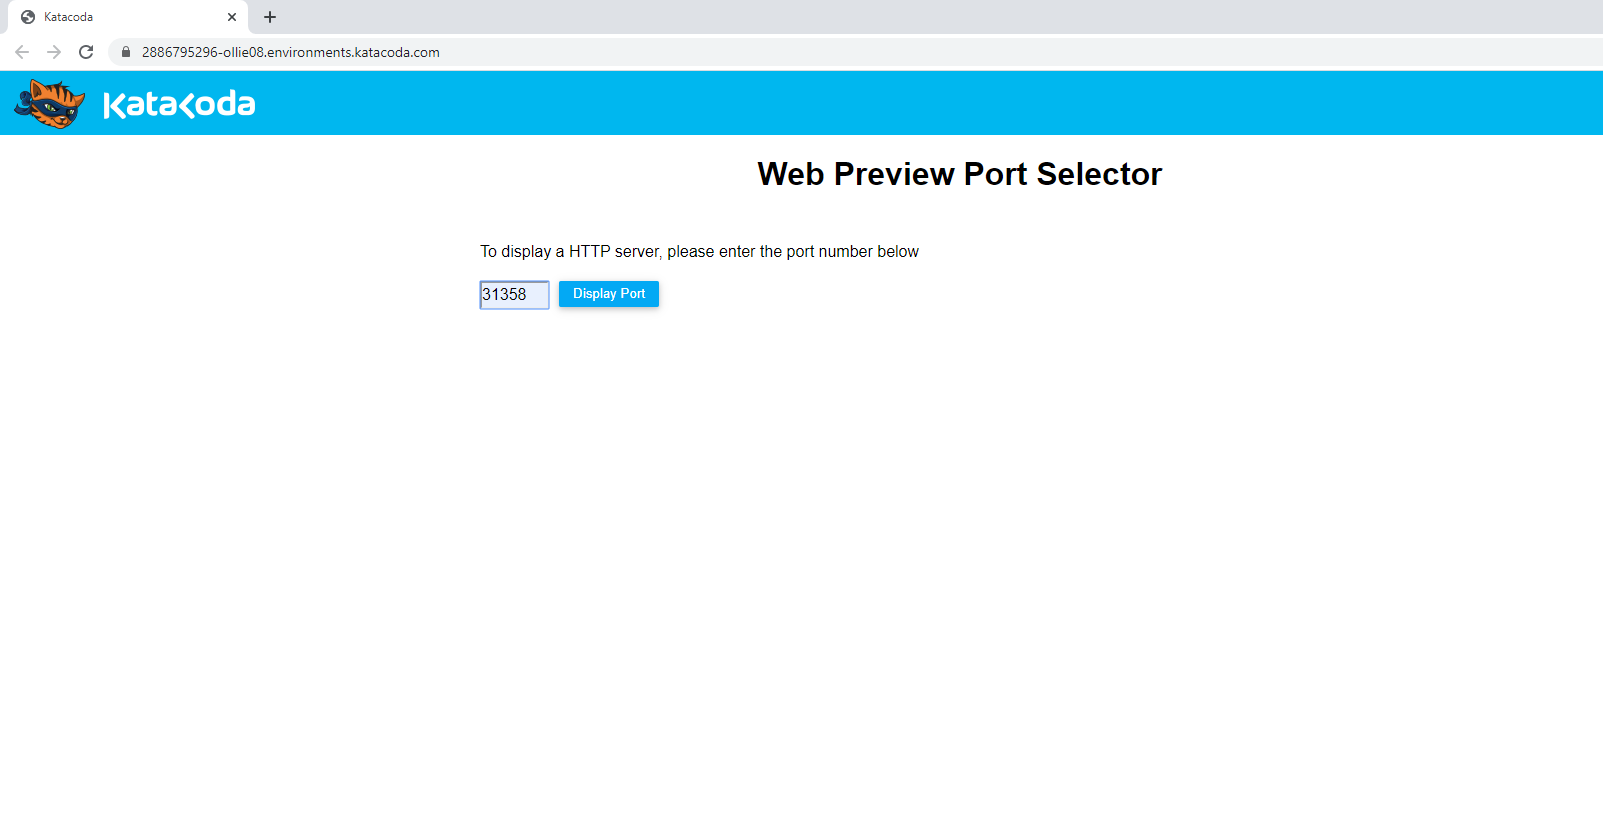 Katacoda
2886795296-ollie08.environments.katacoda.com
Katacoda
Web Preview Port Selector
To display a HTTP server, please enter the port number below
31358 Display Port